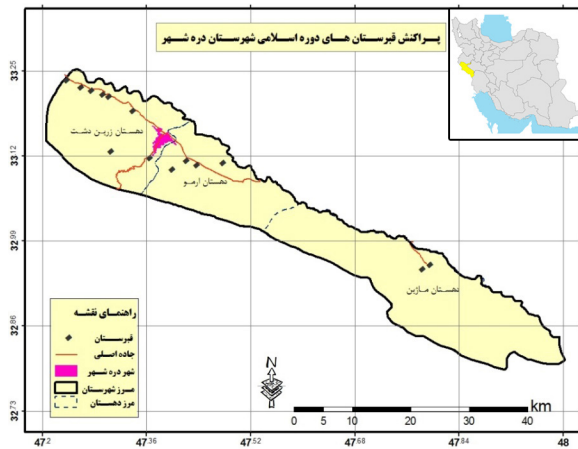 پراکنش قبرستان های دوره اسلامی شهرستان دره شهر
33.25
33.12
32.99
32.86
32.73
دهستان زرین دشت
دهستان ارمو
دهستان ماژین
راهنمای نقشه
قبرستان
جاده اصلی
شهر دره شهر
مرز شهرستان
مرز دهستان
N
km
0 5 10 20 30 40
47.2 47.36 47.52 47.68 47.84 48